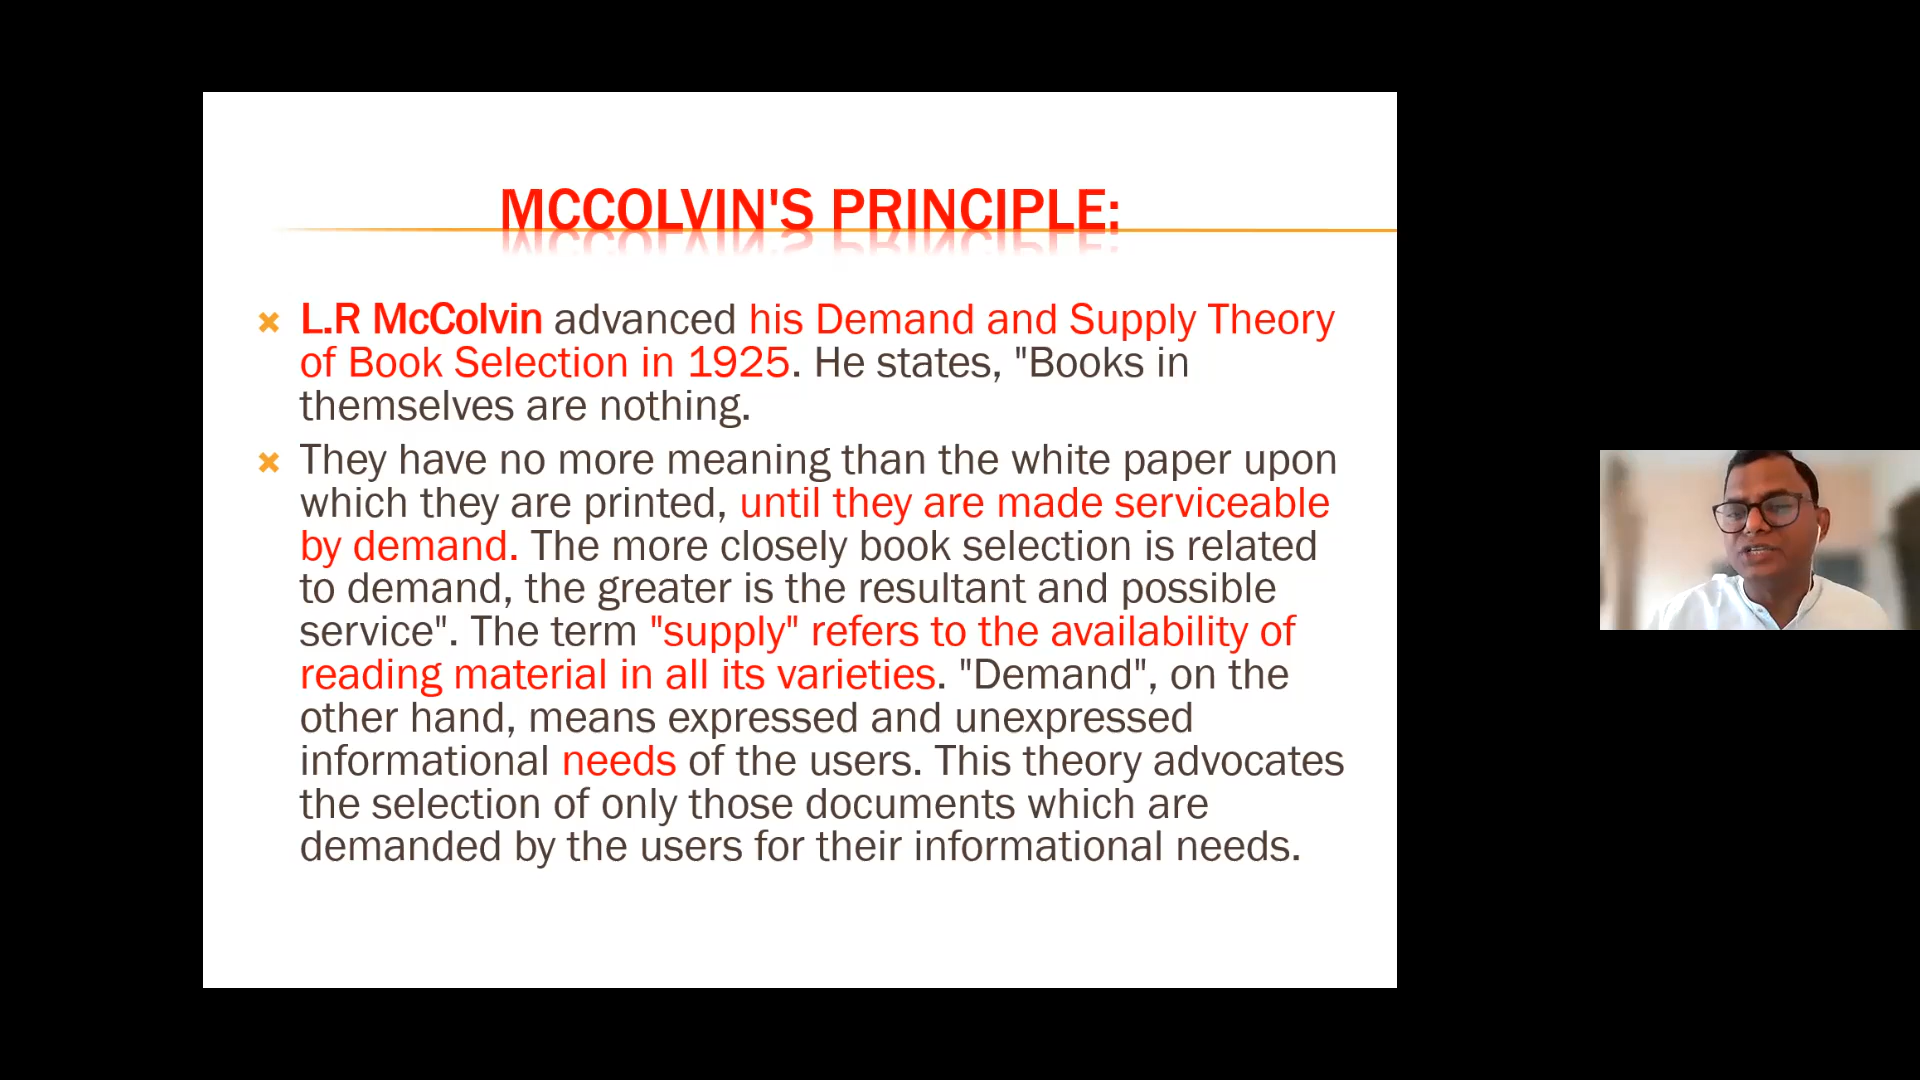 MCCOLVIN'S PRINCIPLE:
L.R McColvin advanced his Demand and Supply Theory
of Book Selection in 1925. He states, "Books in
themselves are nothing.
They have no more meaning than the white paper upon
which they are printed, until they are made serviceable
by demand. The more closely book selection is related
to demand, the greater is the resultant and possible
service". The term "supply" refers to the availability of
reading material in all its varieties. "Demand", on the
other hand, means expressed and unexpressed
informational needs of the users. This theory advocates
the selection of only those documents which are
demanded by the users for their informational needs.